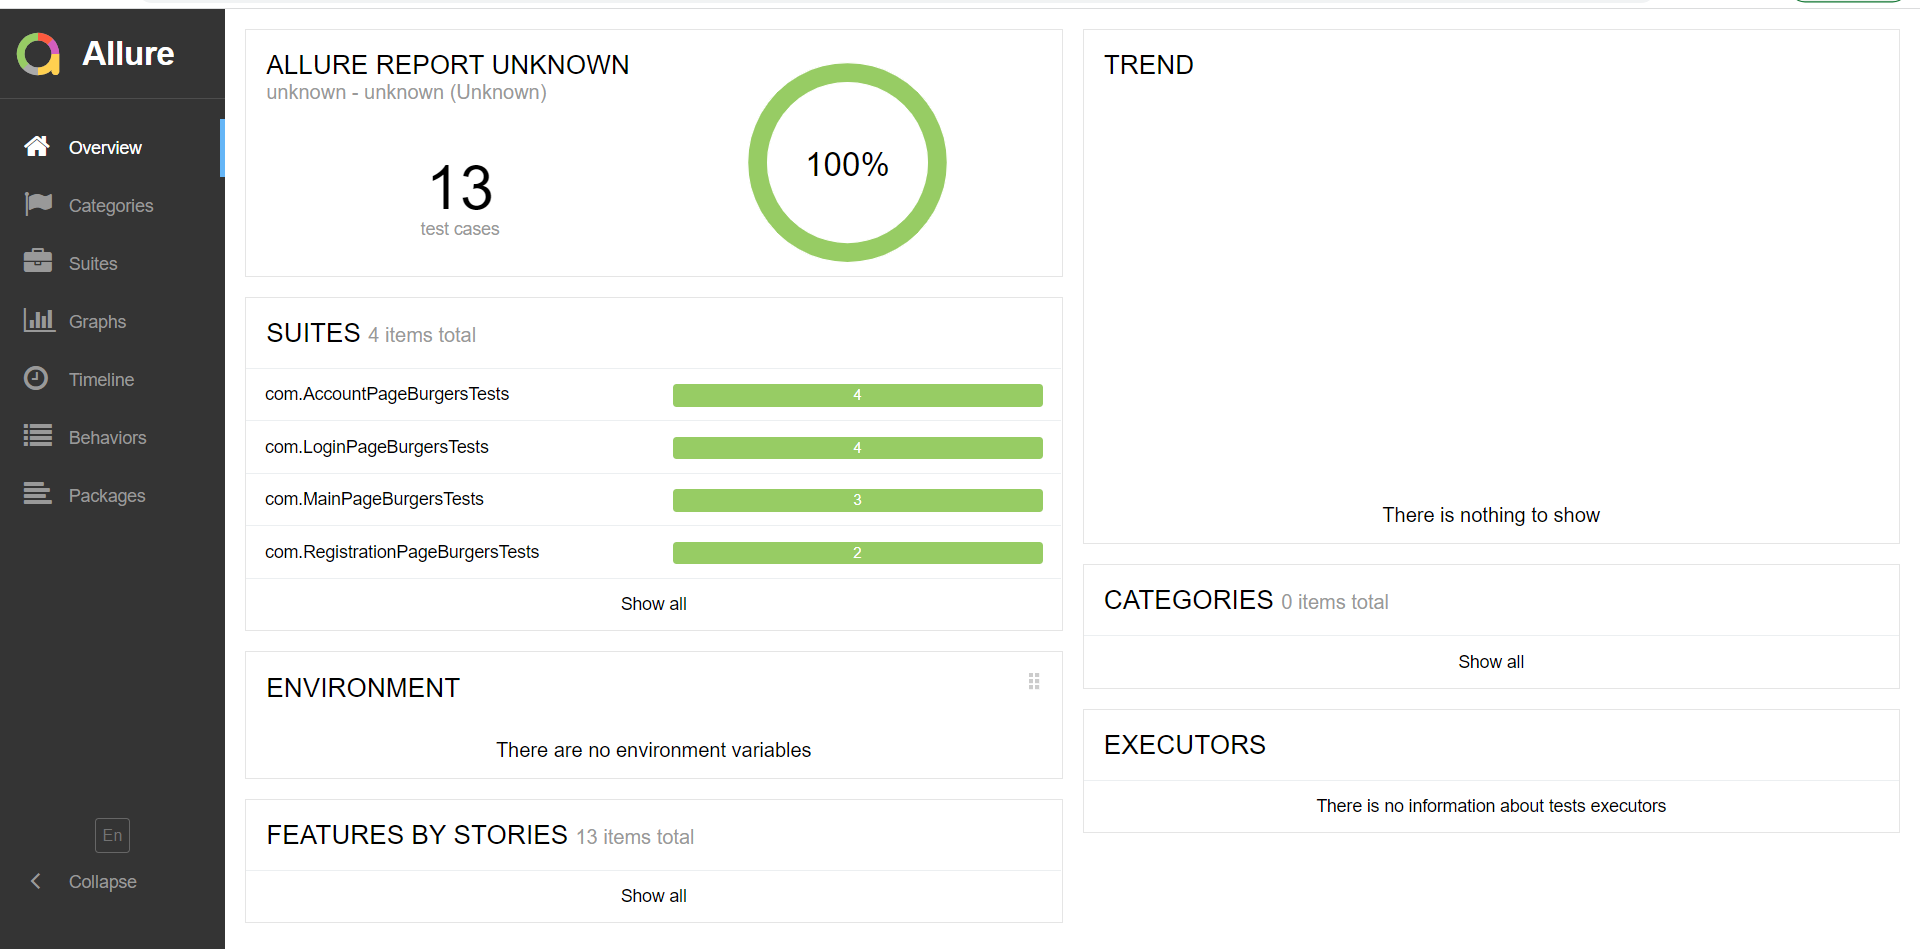 Allure
Overview
Categories
Suites
Graphs
Timeline
Behaviors
Packages
En
Collapse
ALLURE REPORT UNKNOWN
unknown - unknown (Unknown)
13
test cases
100%
SUITES 4 items total
com.AccountPageBurgersTests 4
com.LoginPageBurgersTests 4
com.MainPageBurgersTests 3
com.RegistrationPageBurgersTests 2
Show all
ENVIRONMENT
There are no environment variables
FEATURES BY STORIES 13 items total
Show all
TREND
There is nothing to show
CATEGORIES 0 items total
Show all
EXECUTORS
There is no information about tests executors